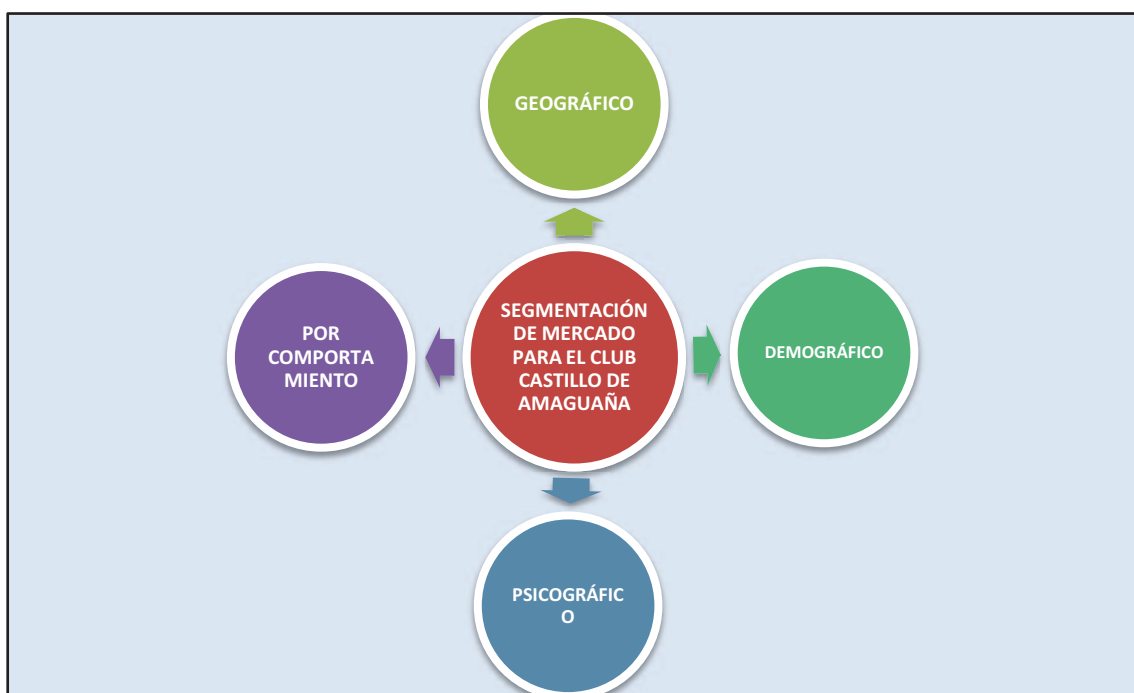 GEOGRÁFICO
POR
COMPORTA
MIENTO
SEGMENTACIÓN
DE MERCADO
PARA EL CLUB
CASTILLO DE
AMAGUAÑA
DEMOGRÁFICO
PSICOGRÁFIC
O